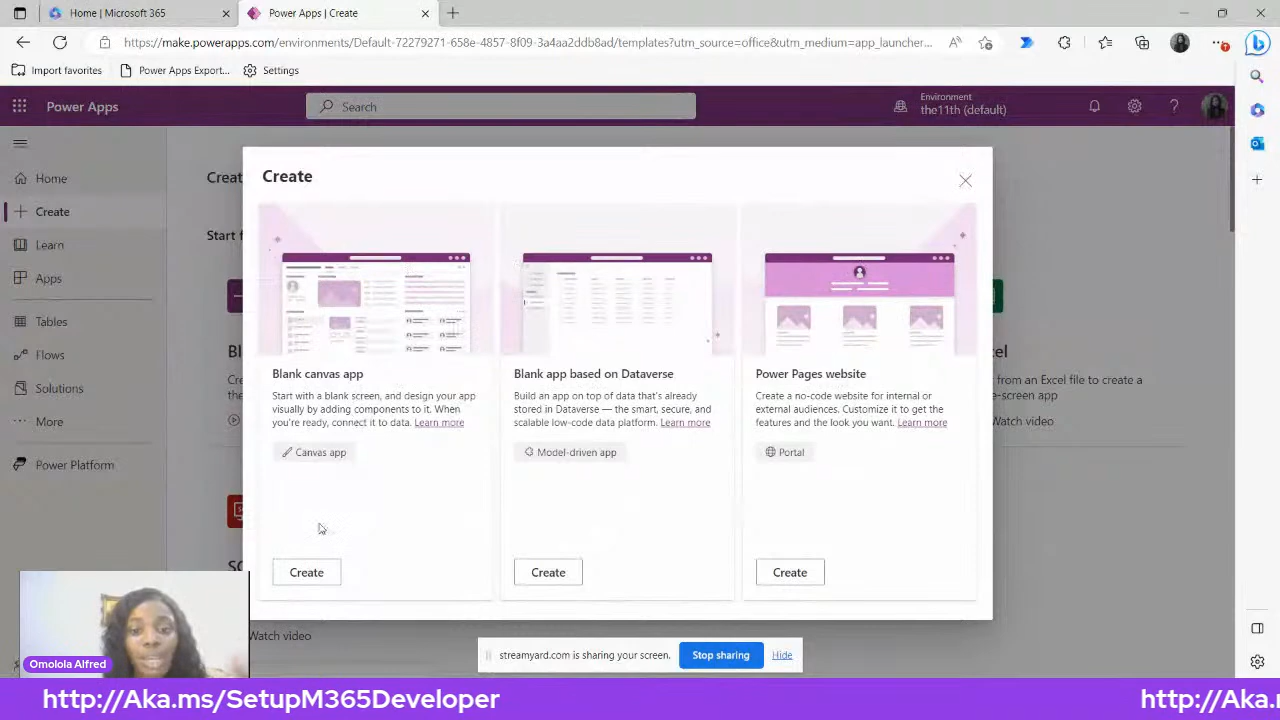 Home | Microsoft 365
Power Apps | Create
https://make.powerapps.com/environments/Default-72279271-658e-4857-8f09-3a4aa2ddb8ad/templates?utm_source=office&utm_medium=app_launcher...
Import favorites
Power Apps Export...
Settings
Power Apps
Search
Environment
the11th (default)
Home
Create
Learn
Apps
Tables
Flows
Solutions
More
Power Platform
Creat
Start f
Create
Blank canvas app
Start with a blank screen, and design your app
visually by adding components to it. When
you're ready, connect it to data. Learn more
Canvas app
Create
Blank app based on Dataverse
Build an app on top of data that's already
stored in Dataverse — the smart, secure, and
scalable low-code data platform. Learn more
Model-driven app
Create
Power Pages website
Create a no-code website for internal or
external audiences. Customize it to get the
features and the look you want. Learn more
Portal
Create
Bl
Cre
cel
from an Excel file to create a
e-screen app
Watch video
Watch video
streamyard.com is sharing your screen.
Stop sharing
Hide
Omolola Alfred
http://Aka.ms/SetupM365Developer
http://Aka.r